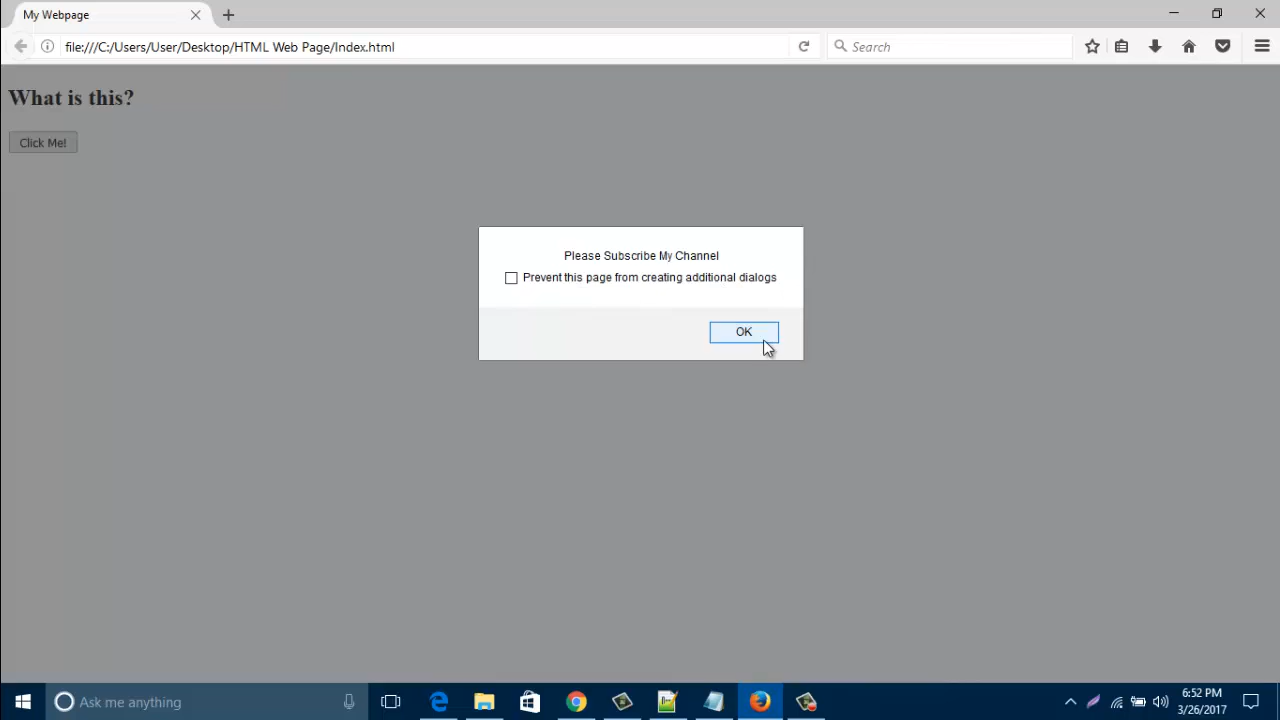 My Webpage
file:///C:/Users/User/Desktop/HTML Web Page/Index.html
Search
What is this?
Click Me!
Please Subscribe My Channel
Prevent this page from creating additional dialogs
OK
Ask me anything
6:52 PM
3/26/2017